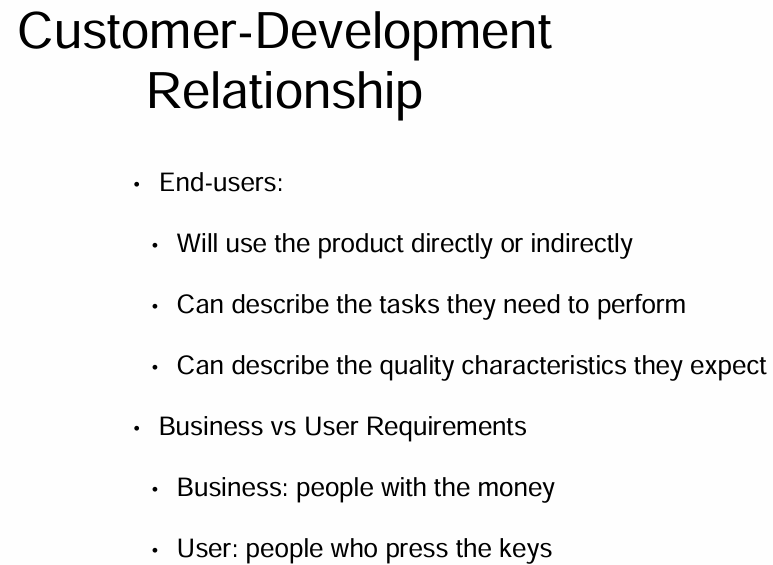 Customer-Development
Relationship
• End-users:
• Will use the product directly or indirectly
• Can describe the tasks they need to perform
• Can describe the quality characteristics they expect
• Business vs User Requirements
• Business: people with the money
• User: people who press the keys